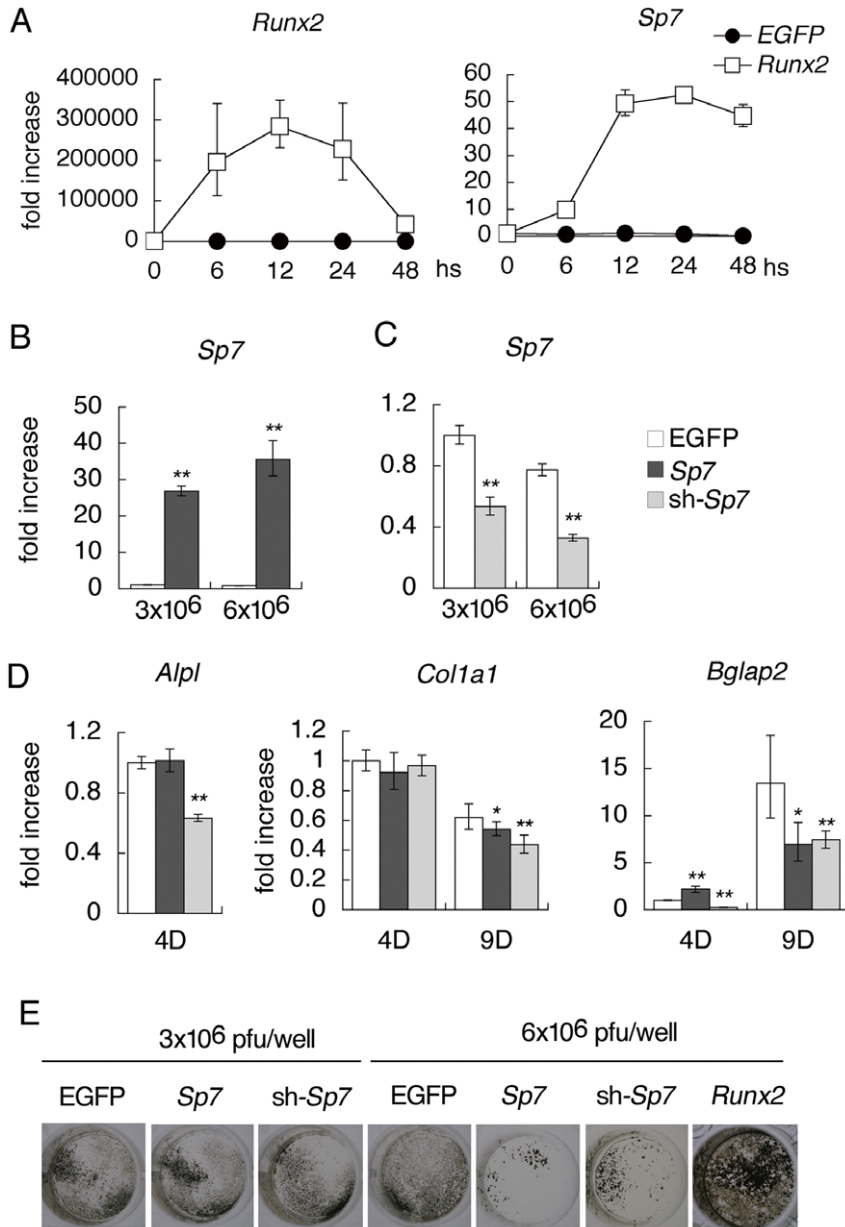 A
Runx2
Sp7
EGFP
Runx2
fold increase
400000
300000
200000
100000
0
0 6 12 24 48 hs
60
50
40
30
20
10
0
0 6 12 24 48 hs
B
Sp7
fold increase
50
40
30
20
10
0
** **
3x10⁶ 6x10⁶
C
Sp7
1.2
0.8
0.4
0
** **
3x10⁶ 6x10⁶
EGFP
Sp7
sh-Sp7
D
Alpl
fold increase
1.2
0.8
0.4
0
**
4D
Col1a1
fold increase
1.2
1
0.8
0.6
0.4
0.2
0
* **
4D 9D
Bglap2
20
15
10
5
0
** ** * **
4D 9D
E
3x10⁶ pfu/well 6x10⁶ pfu/well
EGFP Sp7 sh-Sp7 EGFP Sp7 sh-Sp7 Runx2